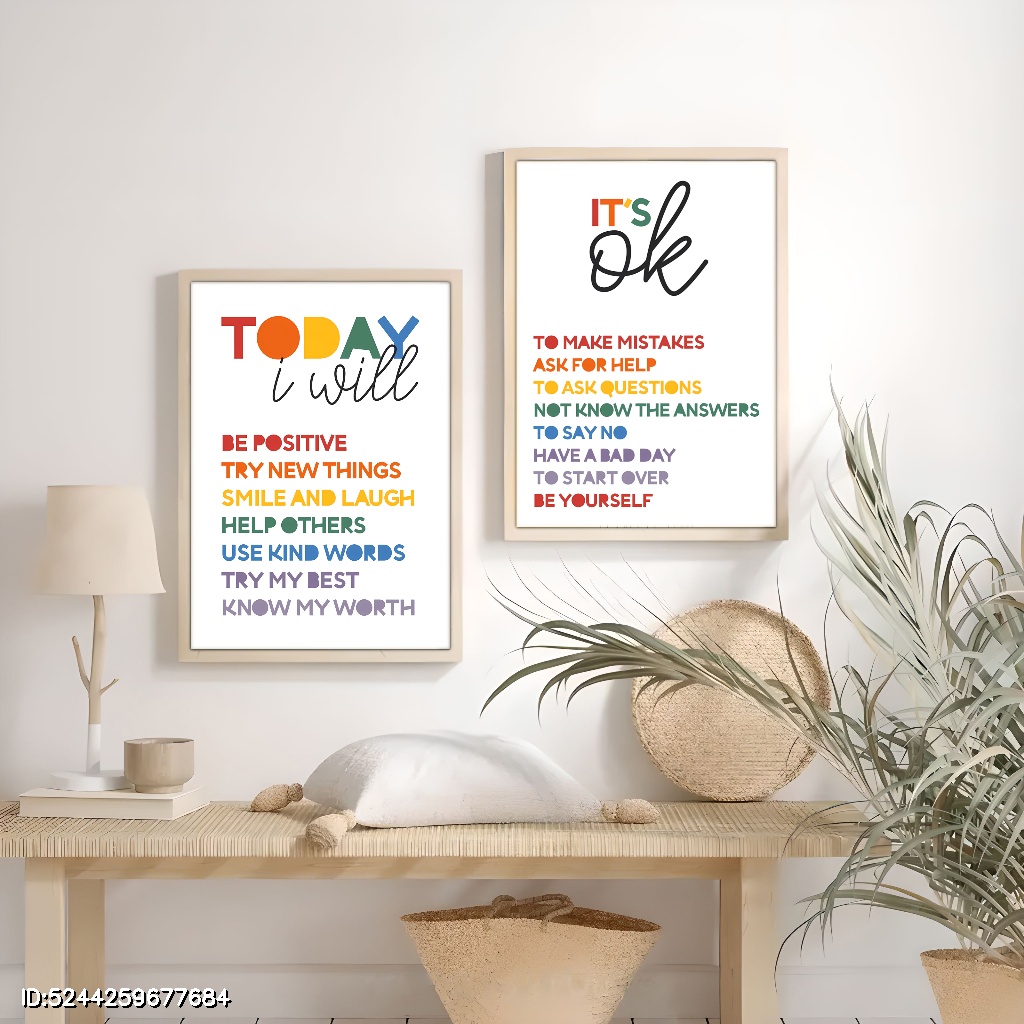 TODAY
i will
BE POSITIVE
TRY NEW THINGS
SMILE AND LAUGH
HELP OTHERS
USE KIND WORDS
TRY MY BEST
KNOW MY WORTH
IT'S
ok
TO MAKE MISTAKES
ASK FOR HELP
TO ASK QUESTIONS
NOT KNOW THE ANSWERS
TO SAY NO
HAVE A BAD DAY
TO START OVER
BE YOURSELF
ID:5244259677684